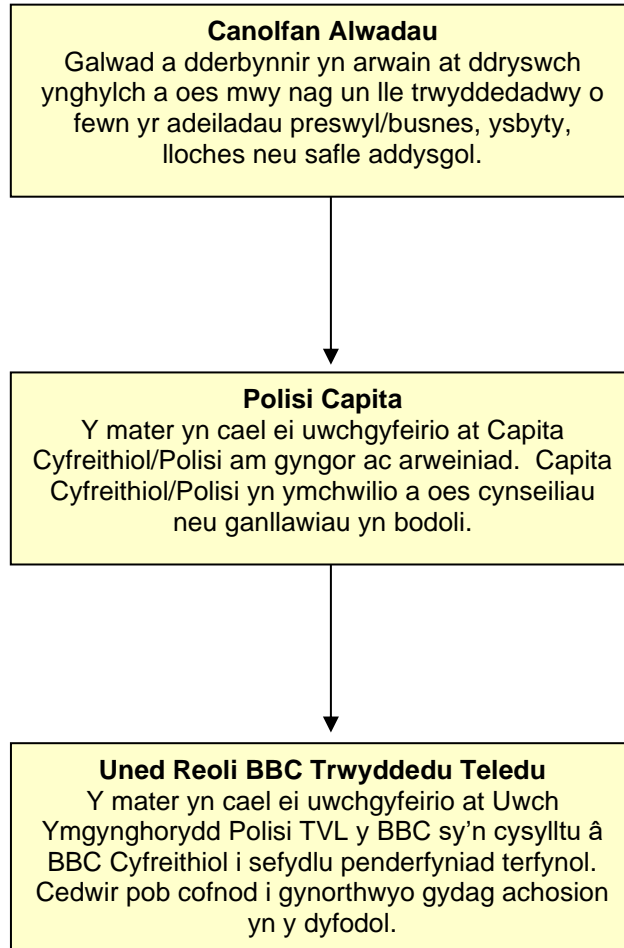 Canolfan Alwadau
Galwad a dderbynnir yn arwain at ddryswch
ynghylch a oes mwy nag un lle trwyddedadwy o
fewn yr adeiladau preswyl/busnes, ysbyty,
lloches neu safle addysgol.
Polisi Capita
Y mater yn cael ei uwchgyfeirio at Capita
Cyfreithiol/Polisi am gyngor ac arweiniad.  Capita
Cyfreithiol/Polisi yn ymchwilio a oes cynseiliau
neu ganllawiau yn bodoli.
Uned Reoli BBC Trwyddedu Teledu
Y mater yn cael ei uwchgyfeirio at Uwch
Ymgynghorydd Polisi TVL y BBC sy’n cysylltu â
BBC Cyfreithiol i sefydlu penderfyniad terfynol.
Cedwir pob cofnod i gynorthwyo gydag achosion
yn y dyfodol.